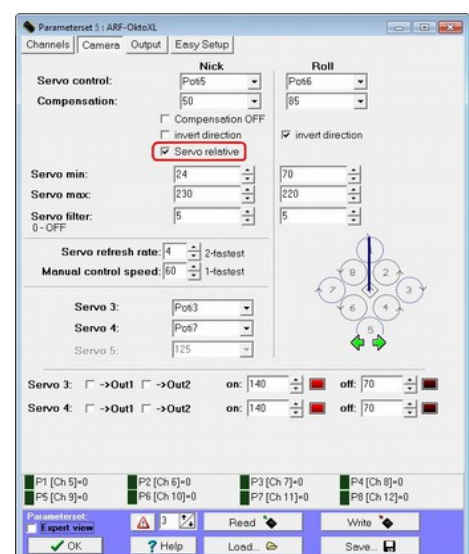 Parameterset 5 : ARF-OktoXL
Channels Camera Output Easy Setup
Nick Roll
Servo control: Poti5 Poti6
Compensation: 50 85
Compensation OFF
invert direction invert direction
Servo relative
Servo min: 24 70
Servo max: 230 220
Servo filter: 5 5
0 - OFF
Servo refresh rate: 4 2-fastest
Manual control speed: 60 1-fastest
1
8 2
7 3
6 4
5
Servo 3: Poti3
Servo 4: Poti7
Servo 5: 125
Servo 3: ->Out1 ->Out2 on: 140 off: 70
Servo 4: ->Out1 ->Out2 on: 140 off: 70
P1 [Ch 5]=0 P2 [Ch 6]=0 P3 [Ch 7]=0 P4 [Ch 8]=0
P5 [Ch 9]=0 P6 [Ch 10]=0 P7 [Ch 11]=0 P8 [Ch 12]=0
Parameterset:
Expert view 3 Read Write
OK ? Help Load... Save...